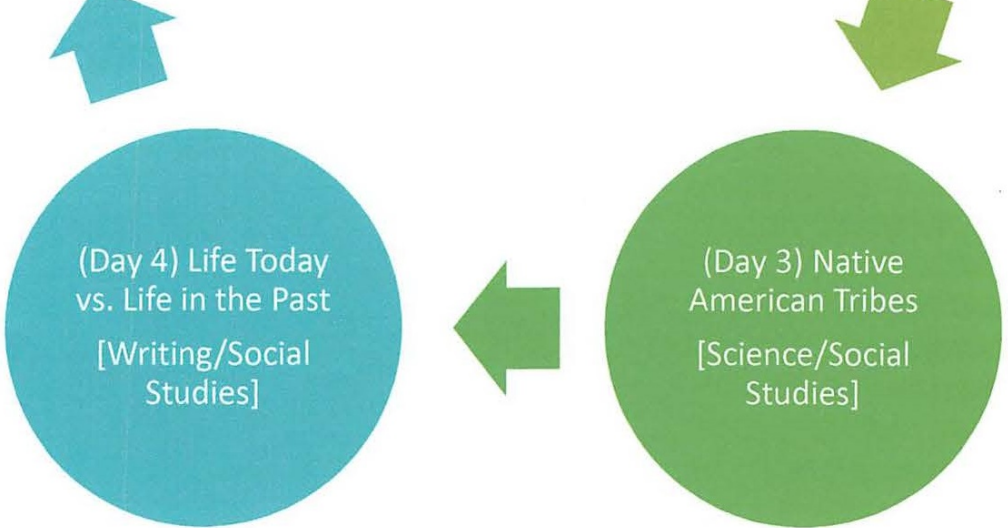 (Day 4) Life Today
vs. Life in the Past
[Writing/Social
Studies]
(Day 3) Native
American Tribes
[Science/Social
Studies]